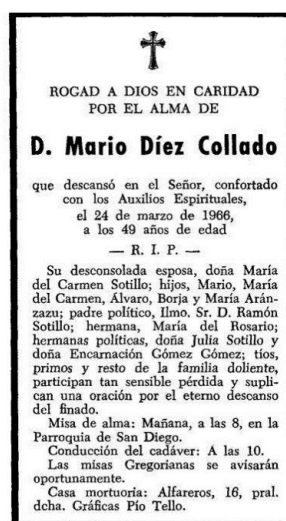 ROGAD A DIOS EN CARIDAD
POR EL ALMA DE
D. Mario Díez Collado
que descansó en el Señor, confortado
con los Auxilios Espirituales,
el 24 de marzo de 1966,
a los 49 años de edad
— R. I. P. —
Su desconsolada esposa, doña María
del Carmen Sotillo; hijos, Mario, María
del Carmen, Álvaro, Borja y María Arán-
zazu; padre político, Ilmo. Sr. D. Ramón
Sotillo; hermana, María del Rosario;
hermanas políticas, doña Julia Sotillo y
doña Encarnación Gómez Gómez; tíos,
primos y resto de la familia doliente,
participan tan sensible pérdida y supli-
can una oración por el eterno descanso
del finado.
Misa de alma: Mañana, a las 8, en la
Parroquia de San Diego.
Conducción del cadáver: A las 10.
Las misas Gregorianas se avisarán
oportunamente.
Casa mortuoria: Alfareros, 16, pral.
dcha. Gráficas Pío Tello.